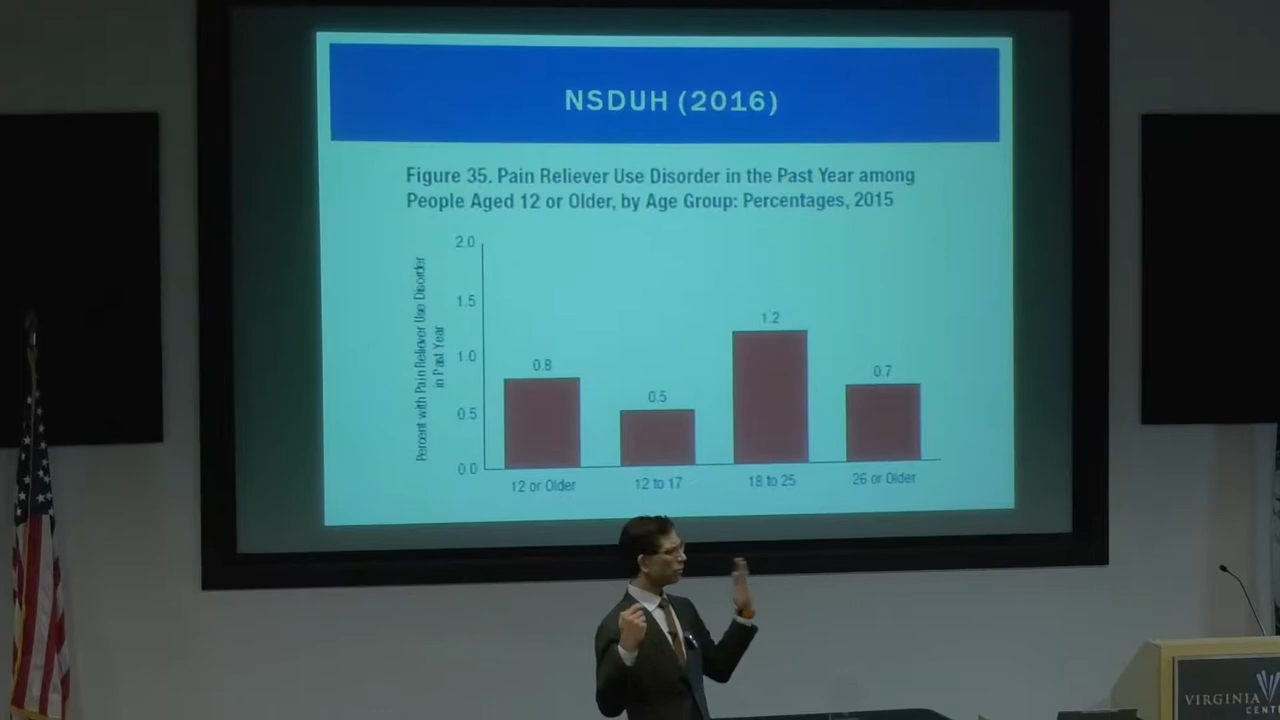 NSDUH (2016)
Figure 35. Pain Reliever Use Disorder in the Past Year among
People Aged 12 or Older, by Age Group: Percentages, 2015
Percent with Pain Reliever Use Disorder
in Past Year
2.0
1.5
1.0
0.5
0.0
0.8
0.5
1.2
0.7
12 or Older
12 to 17
18 to 25
26 or Older
VIRGINIA
CENT